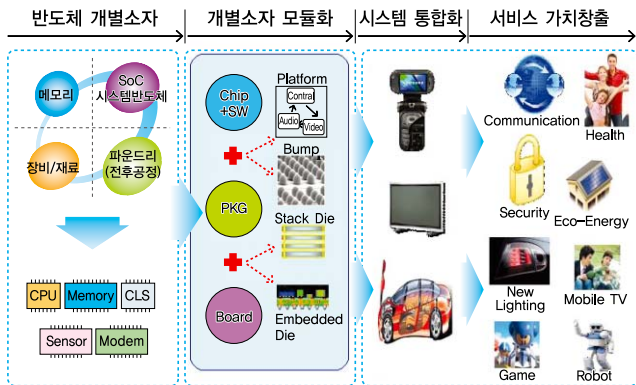 반도체 개별소자
개별소자 모듈화
시스템 통합화
서비스 가치창출
메모리
SoC
시스템반도체
장비/재료
파운드리
(전후공정)
CPU
Memory
CLS
Sensor
Modem
Chip
+SW
PKG
Board
Platform
Contral
Audio
Video
Bump
Stack Die
Embedded
Die
Communication
Health
Security
Eco-Energy
New
Lighting
Mobile TV
Game
Robot